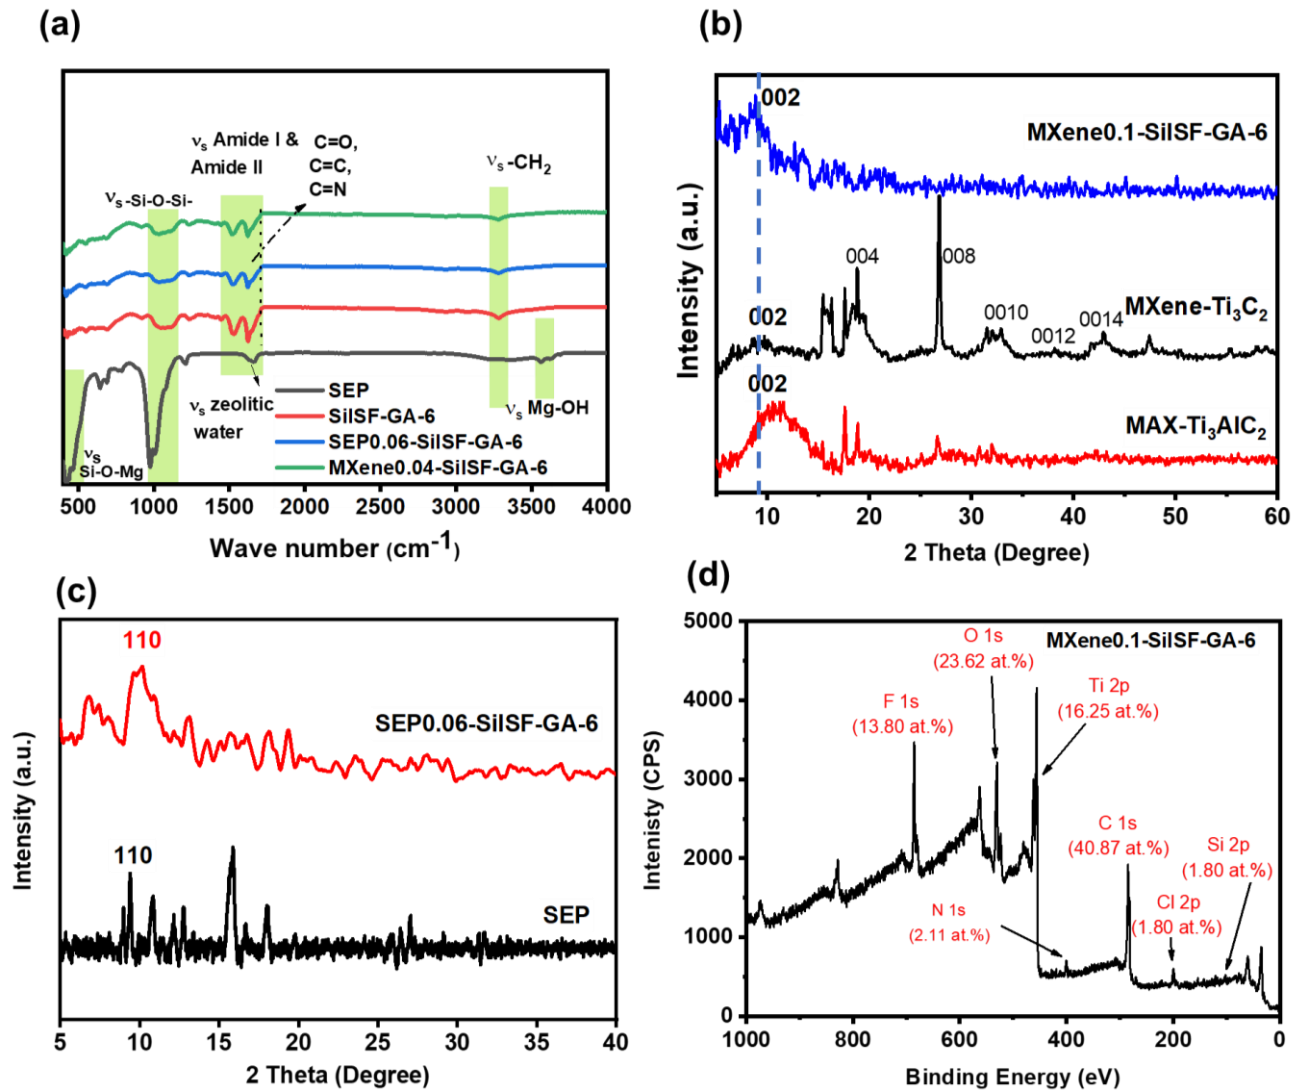 (a)
νs Amide I &
Amide II
C=O,
C=C,
C=N
νs-CH2
νs-Si-O-Si-
νs Mg-OH
νs zeolitic
water
νs
Si-O-Mg
SEP
SilSF-GA-6
SEP0.06-SilSF-GA-6
MXene0.04-SilSF-GA-6
500 1000 1500 2000 2500 3000 3500 4000
Wave number (cm-1)
(b)
002
MXene0.1-SilSF-GA-6
004
008
MXene-Ti3C2
002
0010
0012
0014
002
MAX-Ti3AlC2
Intensity (a.u.)
10 20 30 40 50 60
2 Theta (Degree)
(c)
110
SEP0.06-SilSF-GA-6
110
SEP
Intensity (a.u.)
5 10 15 20 25 30 35 40
2 Theta (Degree)
(d)
MXene0.1-SilSF-GA-6
O 1s
(23.62 at.%)
Ti 2p
(16.25 at.%)
F 1s
(13.80 at.%)
C 1s
(40.87 at.%)
Si 2p
(1.80 at.%)
Cl 2p
(1.80 at.%)
N 1s
(2.11 at.%)
5000
4000
3000
2000
1000
0
Intenisty (CPS)
1000 800 600 400 200 0
Binding Energy (eV)